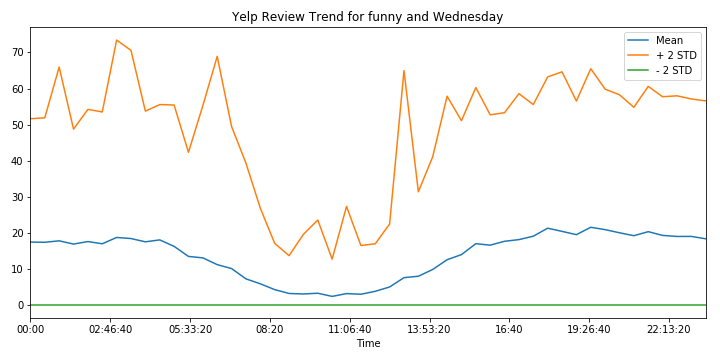 Yelp Review Trend for funny and Wednesday
Mean
+ 2 STD
- 2 STD
70
60
50
40
30
20
10
0
00:00 02:46:40 05:33:20 08:20 11:06:40 13:53:20 16:40 19:26:40 22:13:20
Time